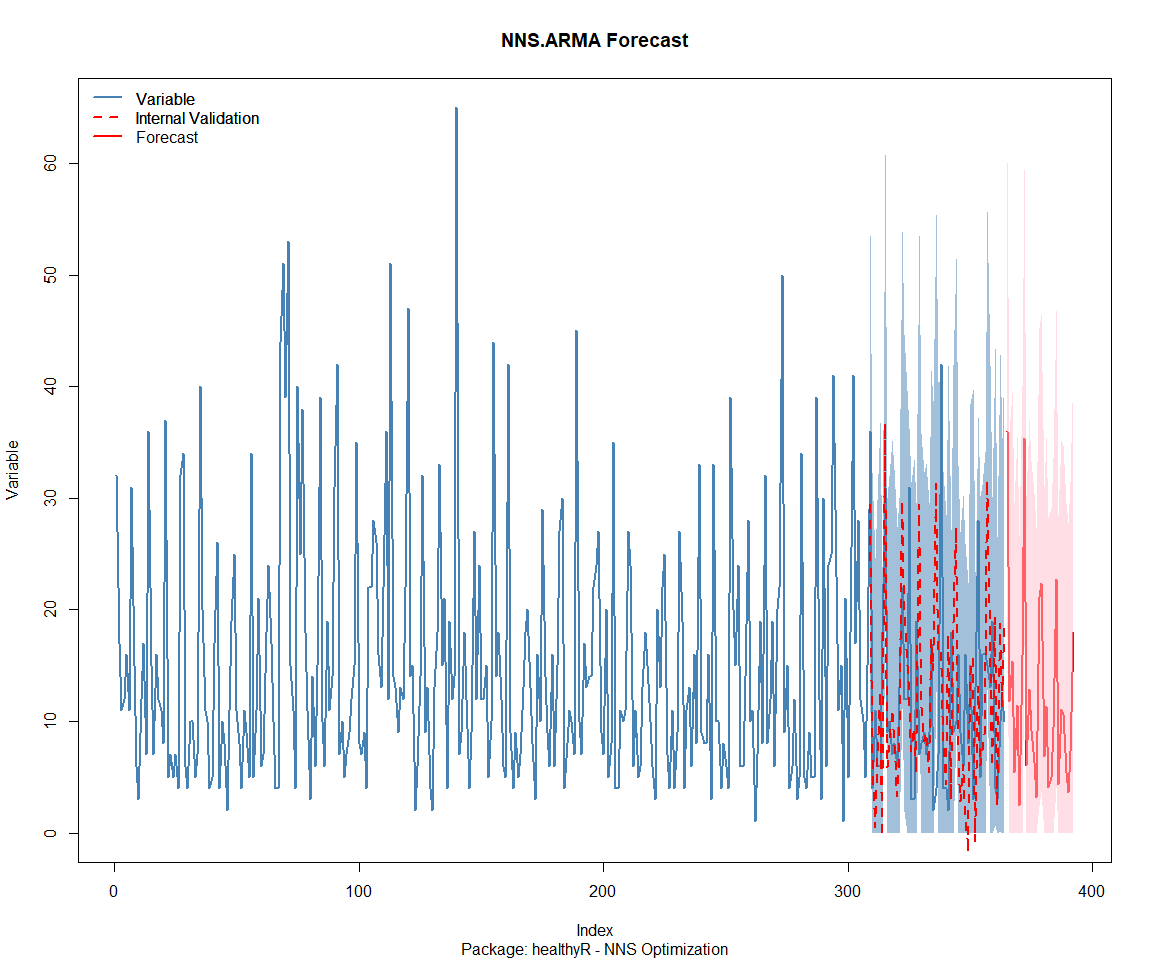 NNS.ARMA Forecast
Variable
Internal Validation
Forecast
Variable
60
50
40
30
20
10
0
0 100 200 300 400
Index
Package: healthyR - NNS Optimization